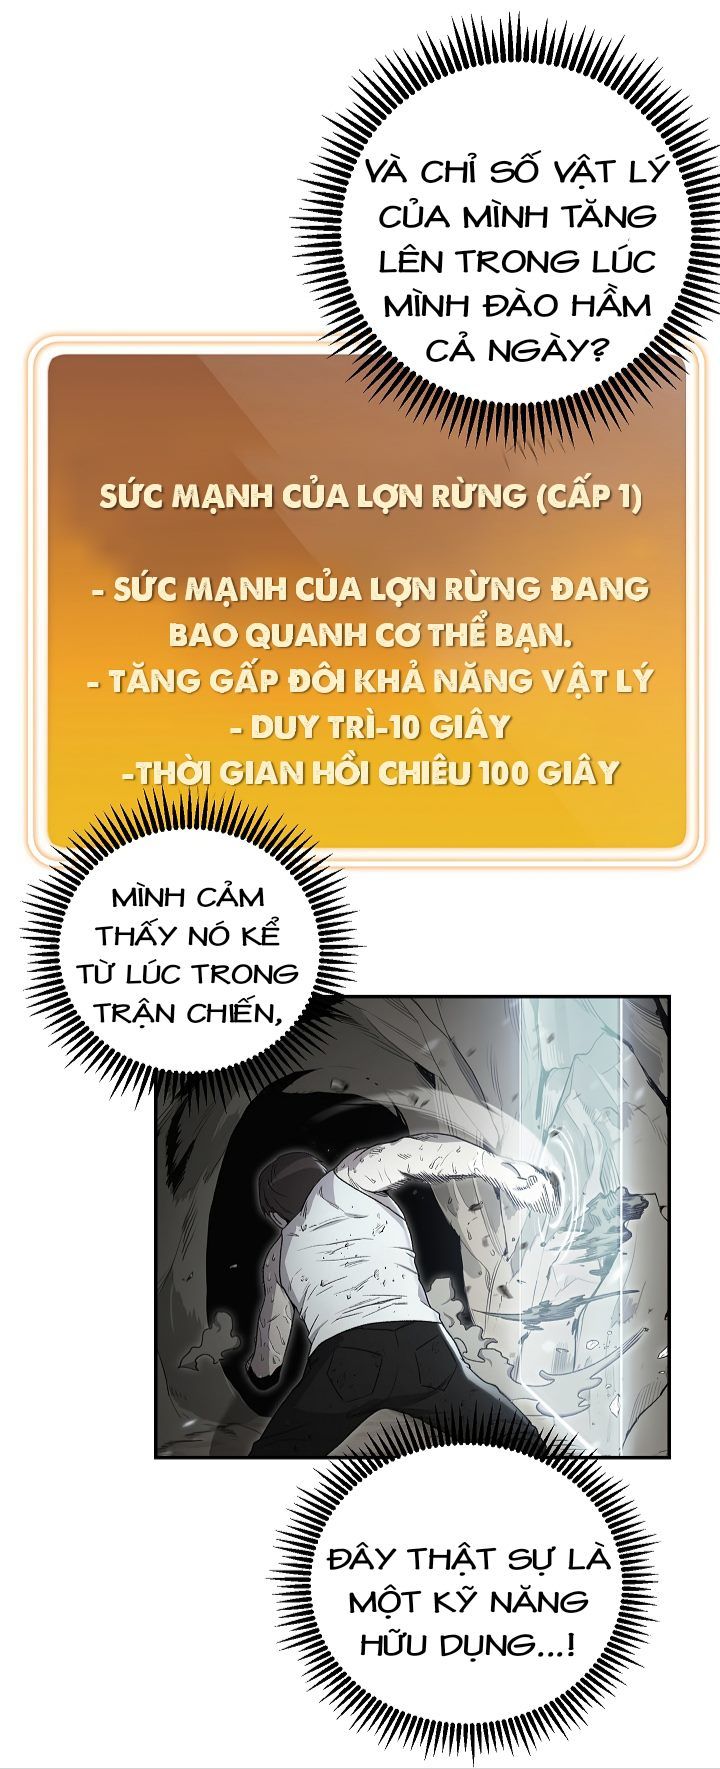 VÀ CHỈ SỐ VẬT LÝ
CỦA MÌNH TĂNG
LÊN TRONG LÚC
MÌNH ĐÀO HẦM
CẢ NGÀY?
SỨC MẠNH CỦA LỢN RỪNG (CẤP 1)
- SỨC MẠNH CỦA LỢN RỪNG ĐANG
BAO QUANH CƠ THỂ BẠN.
- TĂNG GẤP ĐÔI KHẢ NĂNG VẬT LÝ
- DUY TRÌ-10 GIÂY
-THỜI GIAN HỒI CHIÊU 100 GIÂY
MÌNH CẢM
THẤY NÓ KỂ
TỪ LÚC TRONG
TRẬN CHIẾN,
ĐÂY THẬT SỰ LÀ
MỘT KỸ NĂNG
HỮU DỤNG...!